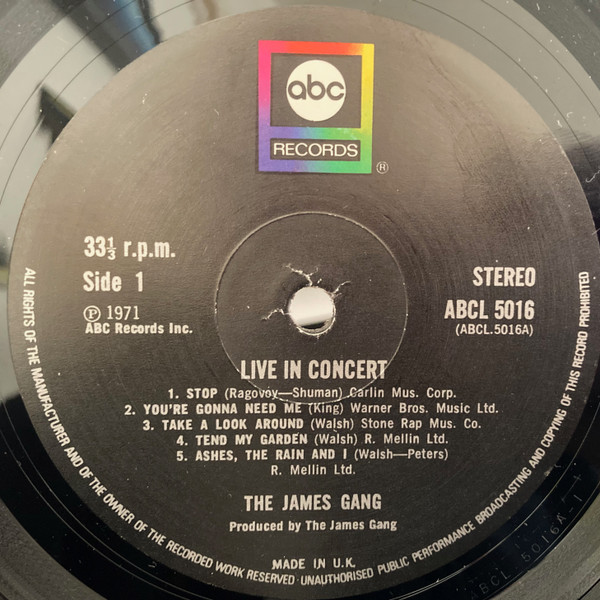 abc
RECORDS
®
33⅓ r.p.m.
Side 1
Ⓟ 1971
ABC Records Inc.
STEREO
ABCL 5016
(ABCL.5016A)
LIVE IN CONCERT
1. STOP (Ragovoy—Shuman) Carlin Mus. Corp.
2. YOU'RE GONNA NEED ME (King) Warner Bros. Music Ltd.
3. TAKE A LOOK AROUND (Walsh) Stone Rap Mus. Co.
4. TEND MY GARDEN (Walsh) R. Mellin Ltd.
5. ASHES, THE RAIN AND I (Walsh—Peters)
R. Mellin Ltd.
THE JAMES GANG
Produced by The James Gang
MADE IN U.K.
ALL RIGHTS OF THE MANUFACTURER AND OF THE OWNER OF THE RECORDED WORK RESERVED · UNAUTHORISED PUBLIC PERFORMANCE BROADCASTING AND COPYING OF THIS RECORD PROHIBITED
ABCL 5016A-1